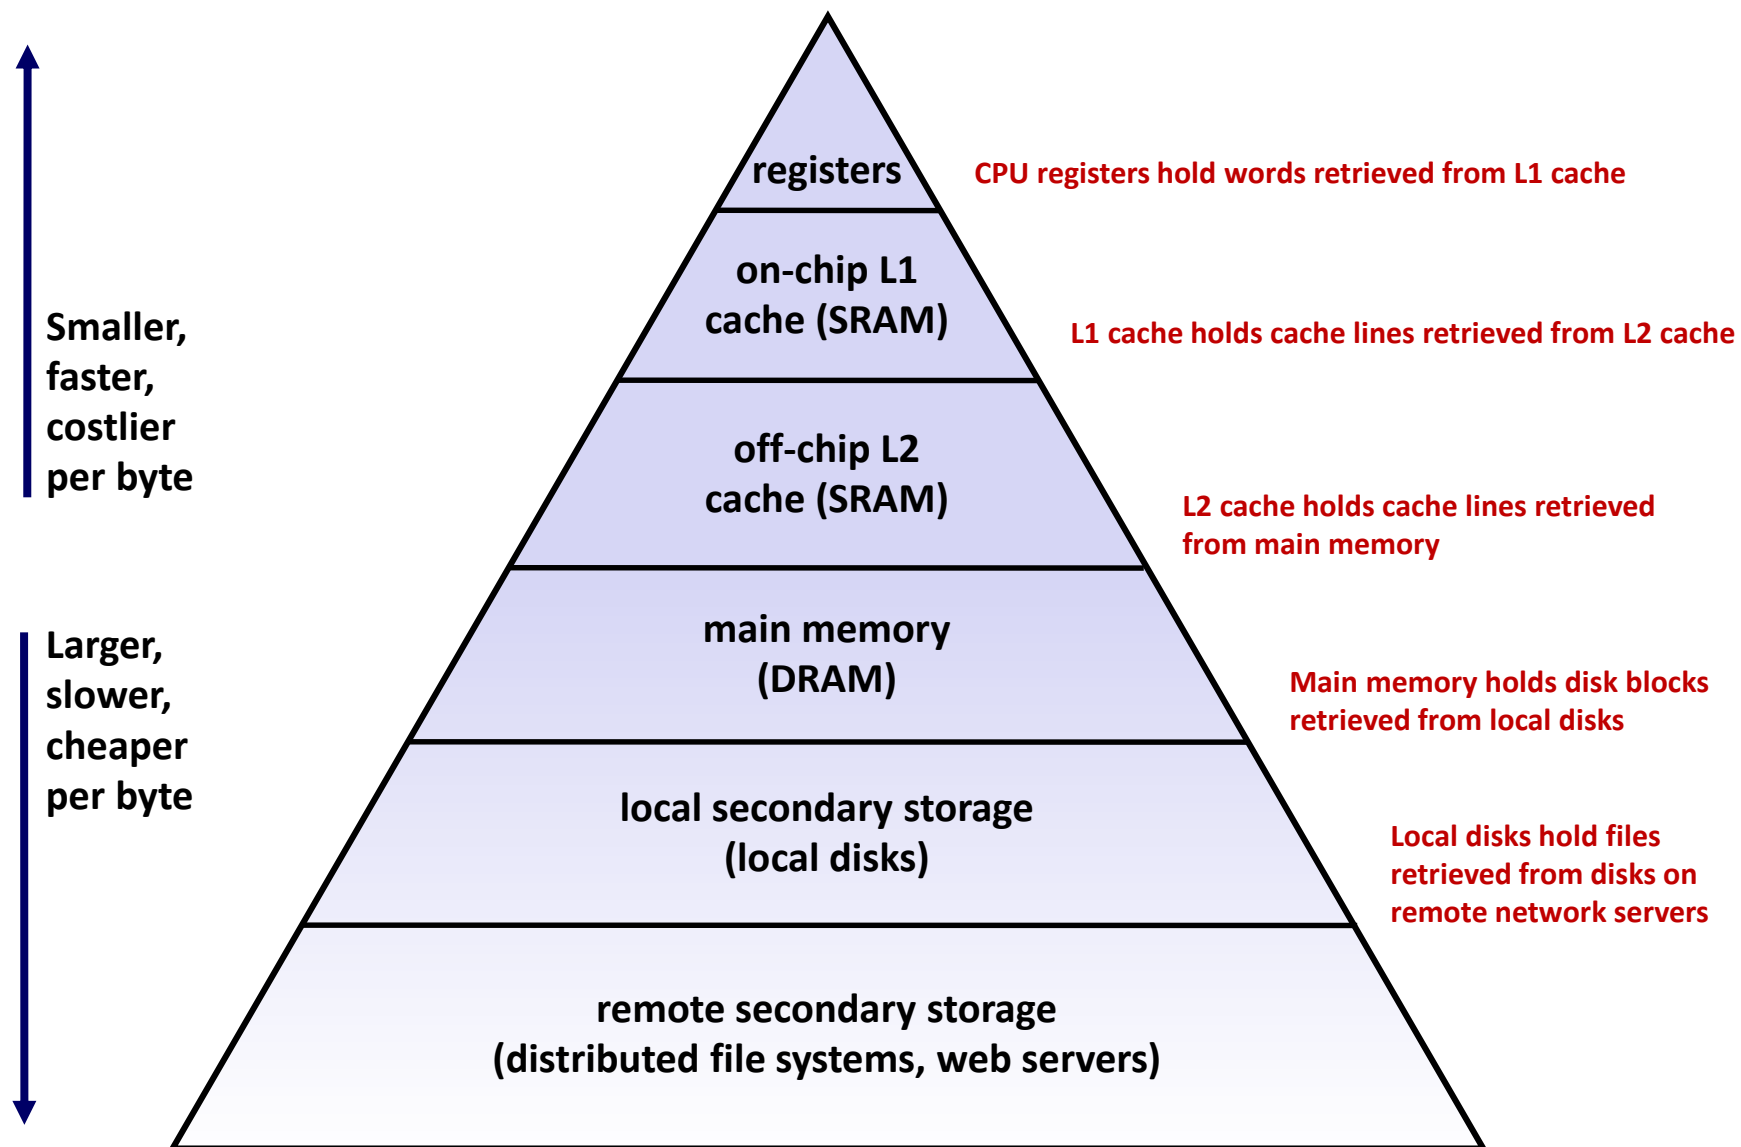 registers
CPU registers hold words retrieved from L1 cache
on-chip L1
cache (SRAM)
L1 cache holds cache lines retrieved from L2 cache
Smaller,
faster,
costlier
per byte
off-chip L2
cache (SRAM)
L2 cache holds cache lines retrieved
from main memory
Larger,
slower,
cheaper
per byte
main memory
(DRAM)
Main memory holds disk blocks
retrieved from local disks
local secondary storage
(local disks)
Local disks hold files
retrieved from disks on
remote network servers
remote secondary storage
(distributed file systems, web servers)